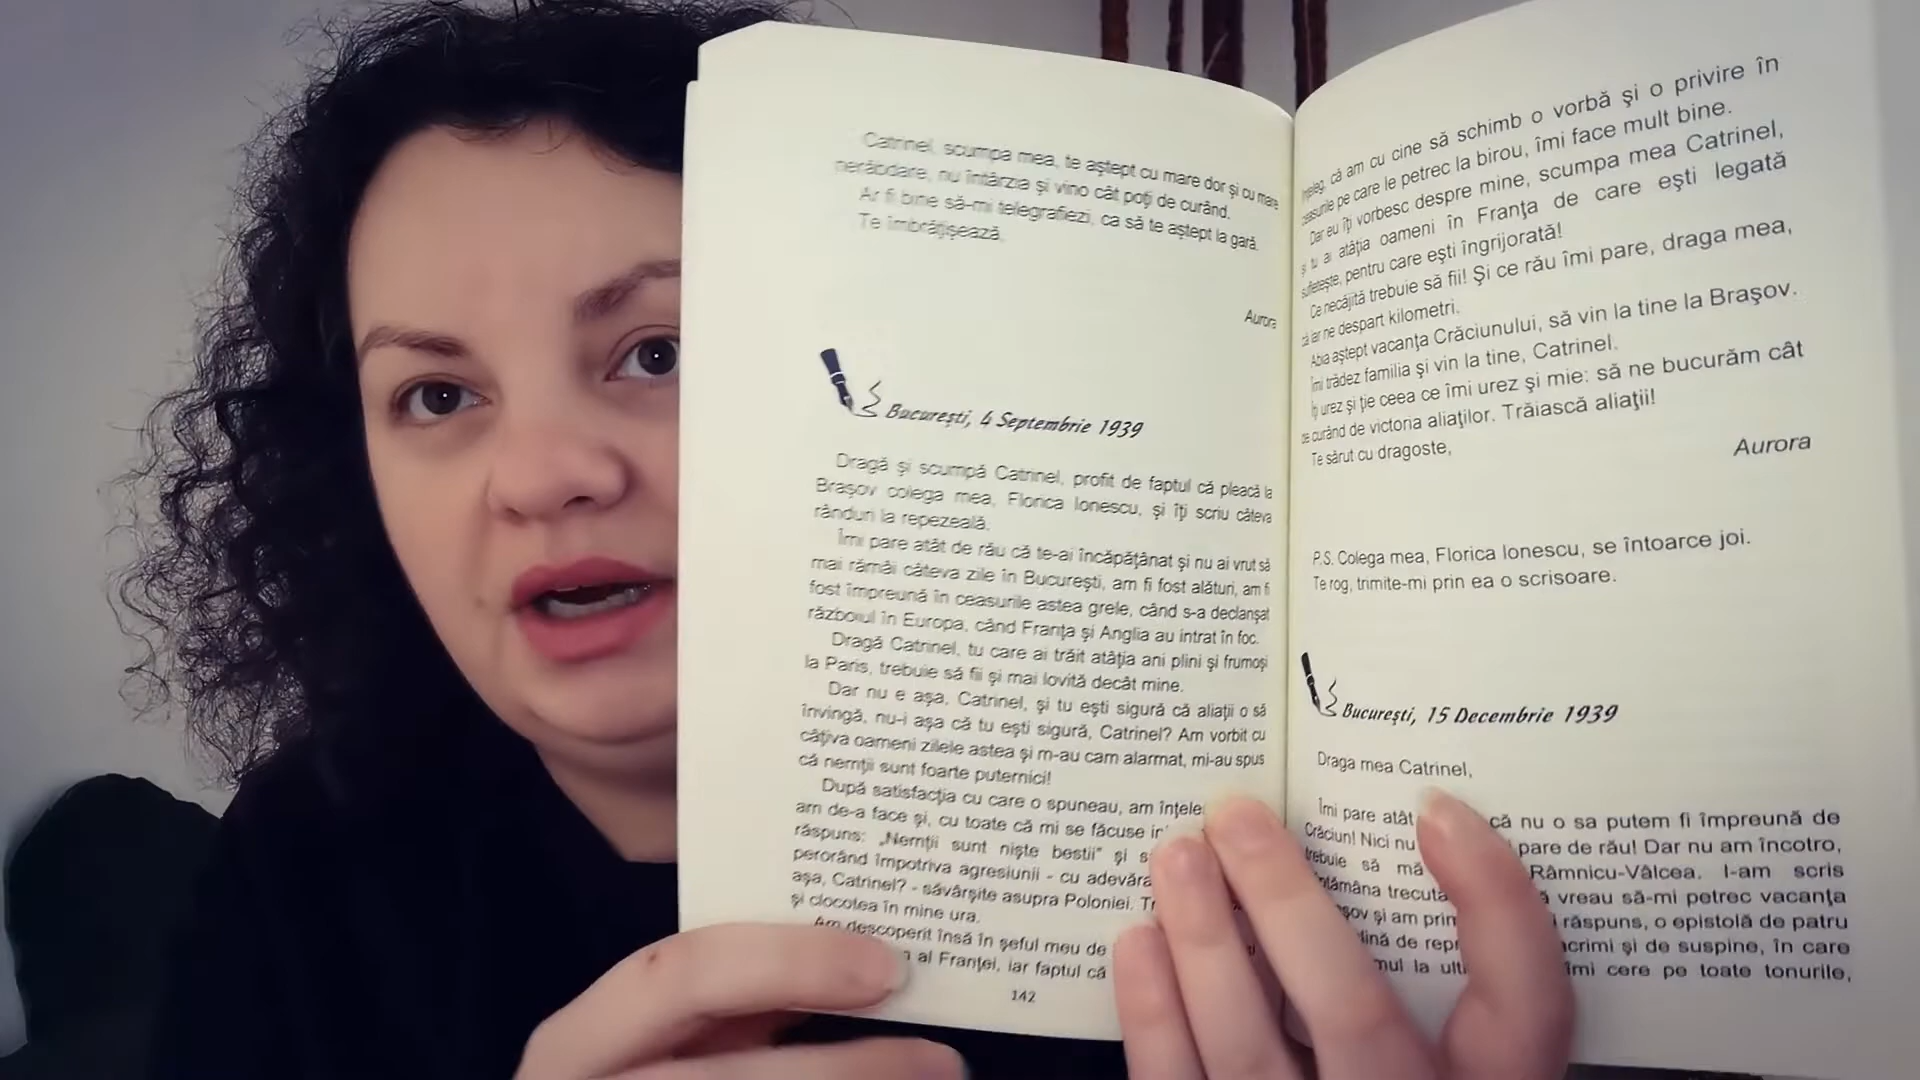 Catrinel, scumpa mea, te aştept cu mare dor şi cu mare
nerăbdare, nu întârzia şi vino cât poţi de curând.
Ar fi bine să-mi telegrafiezi, ca să te aştept la gară.
Te îmbrăţişează,
Aurora
Bucureşti, 4 Septembrie 1939
Dragă şi scumpă Catrinel, profit de faptul că pleacă la
Braşov colega mea, Florica Ionescu, şi îţi scriu câteva
rânduri la repezeală.
Îmi pare atât de rău că te-ai încăpăţânat şi nu ai vrut să
mai rămâi câteva zile în Bucureşti, am fi fost alături, am fi
fost împreună în ceasurile astea grele, când s-a declanşat
războiul în Europa, când Franţa şi Anglia au intrat în foc.
Dragă Catrinel, tu care ai trăit atâţia ani plini şi frumoşi
la Paris, trebuie să fii şi mai lovită decât mine.
Dar nu e aşa, Catrinel, şi tu eşti sigură că aliaţii o să
învingă, nu-i aşa că tu eşti sigură, Catrinel? Am vorbit cu
câţiva oameni zilele astea şi m-au cam alarmat, mi-au spus
că nemţii sunt foarte puternici!
După satisfacţia cu care o spuneau, am
am de-a face şi, cu toate că mi se făcuse
răspuns: „Nemţii sunt nişte bestii” şi
perorând împotriva agresiunii - cu
aşa, Catrinel? - săvârşite asupra Poloniei.
şi clocotea în mine ura.
Am descoperit însă în şeful meu de
al Franţei, iar faptul că
142
înţeleg, că am cu cine să schimb o vorbă şi o privire în
ceasurile pe care le petrec la birou, îmi face mult bine.
Dar eu îţi vorbesc despre mine, scumpa mea Catrinel,
şi tu ai atâţia oameni în Franţa de care eşti legată
sufleteşte, pentru care eşti îngrijorată!
Ce necăjită trebuie să fii! Şi ce rău îmi pare, draga mea,
că iar ne despart kilometri.
Abia aştept vacanţa Crăciunului, să vin la tine la Braşov.
Îmi trădez familia şi vin la tine, Catrinel.
Îţi urez şi ţie ceea ce îmi urez şi mie: să ne bucurăm cât
de curând de victoria aliaţilor. Trăiască aliaţii!
Te sărut cu dragoste,
Aurora
P.S. Colega mea, Florica Ionescu, se întoarce joi.
Te rog, trimite-mi prin ea o scrisoare.
Bucureşti, 15 Decembrie 1939
Draga mea Catrinel,
Îmi pare atât că nu o sa putem fi împreună de
Crăciun! Nici nu pare de rău! Dar nu am încotro,
trebuie să mă Râmnicu-Vâlcea. I-am scris
trecută vreau să-mi petrec vacanţa
şi am răspuns, o epistolă de patru
de şi de suspine, în care
la îmi cere pe toate tonurile,